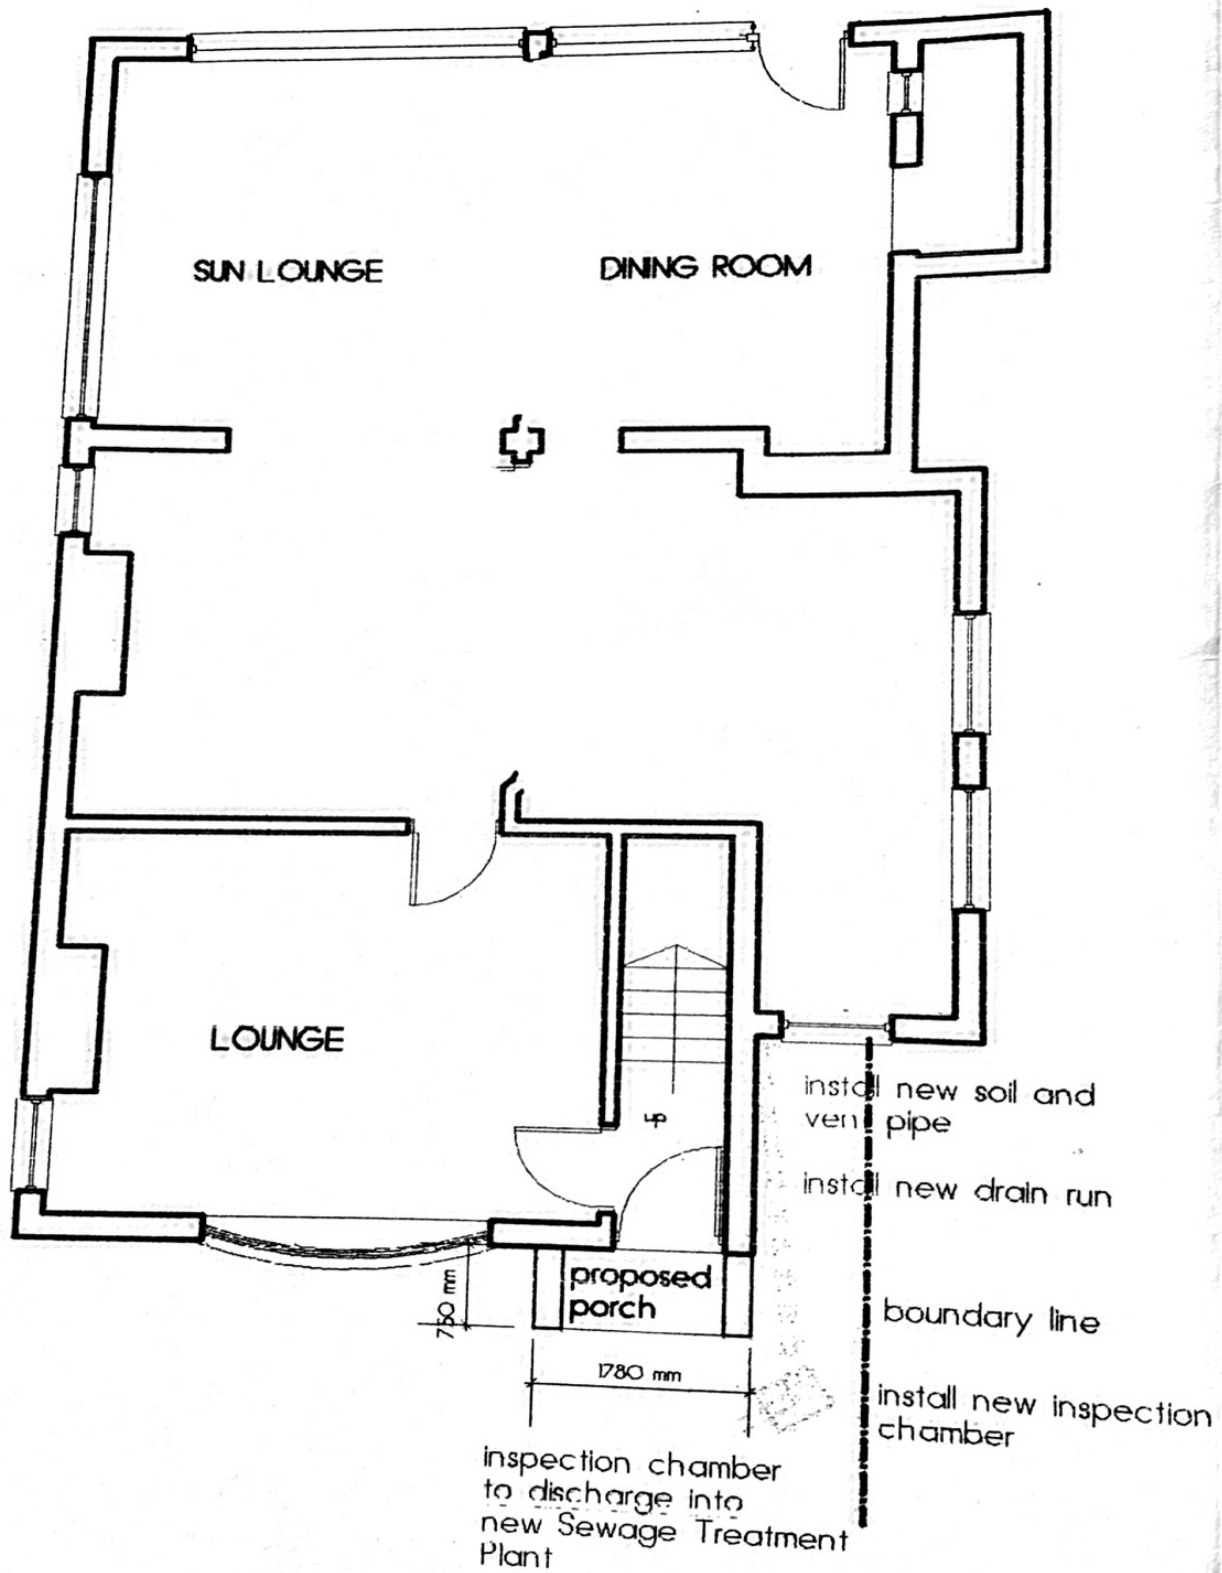 SUN LOUNGE
DINING ROOM
LOUNGE
up
install new soil and
vent pipe
install new drain run
proposed
porch
750 mm
boundary line
1780 mm
install new inspection
chamber
inspection chamber
to discharge into
new Sewage Treatment
Plant